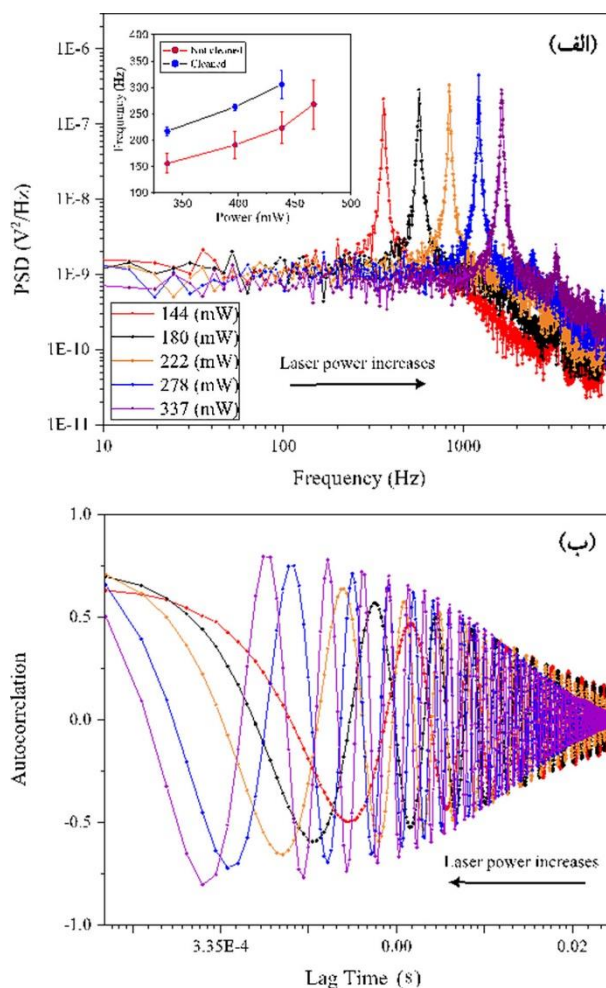 (الف)
1E-6
1E-7
1E-8
1E-9
1E-10
1E-11
PSD (V²/Hz)
400
350
300
250
200
150
100
Frequency (Hz)
Not cleaned
Cleaned
350 400 450 500
Power (mW)
144 (mW)
180 (mW)
222 (mW)
278 (mW)
337 (mW)
Laser power increases
10 100 1000
Frequency (Hz)
(ب)
1.0
0.5
0.0
-0.5
-1.0
Autocorrelation
Laser power increases
3.35E-4 0.00 0.02
Lag Time (s)